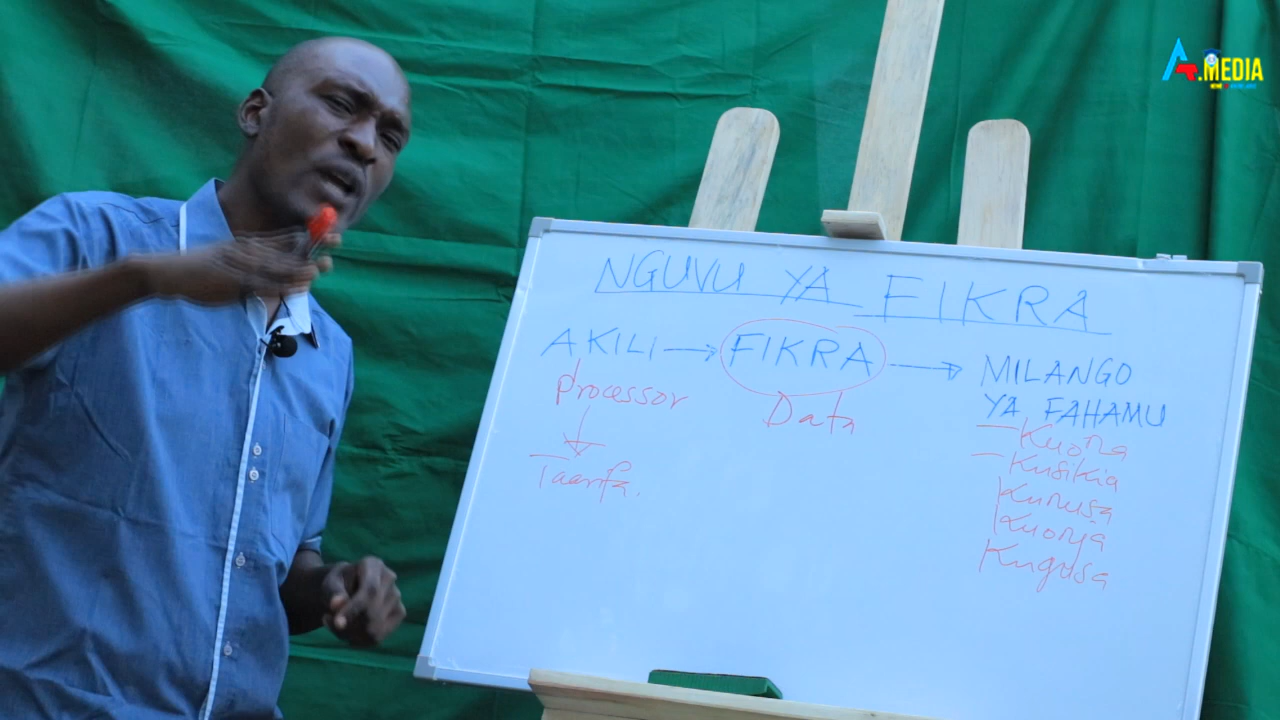 A.MEDIA
NGUVU YA FIKRA
AKILI → FIKRA → MILANGO
YA FAHAMU
processor
Data
Taarifa.
- Kuona
- Kusikia
Kunusa
Kuonja
Kugusa